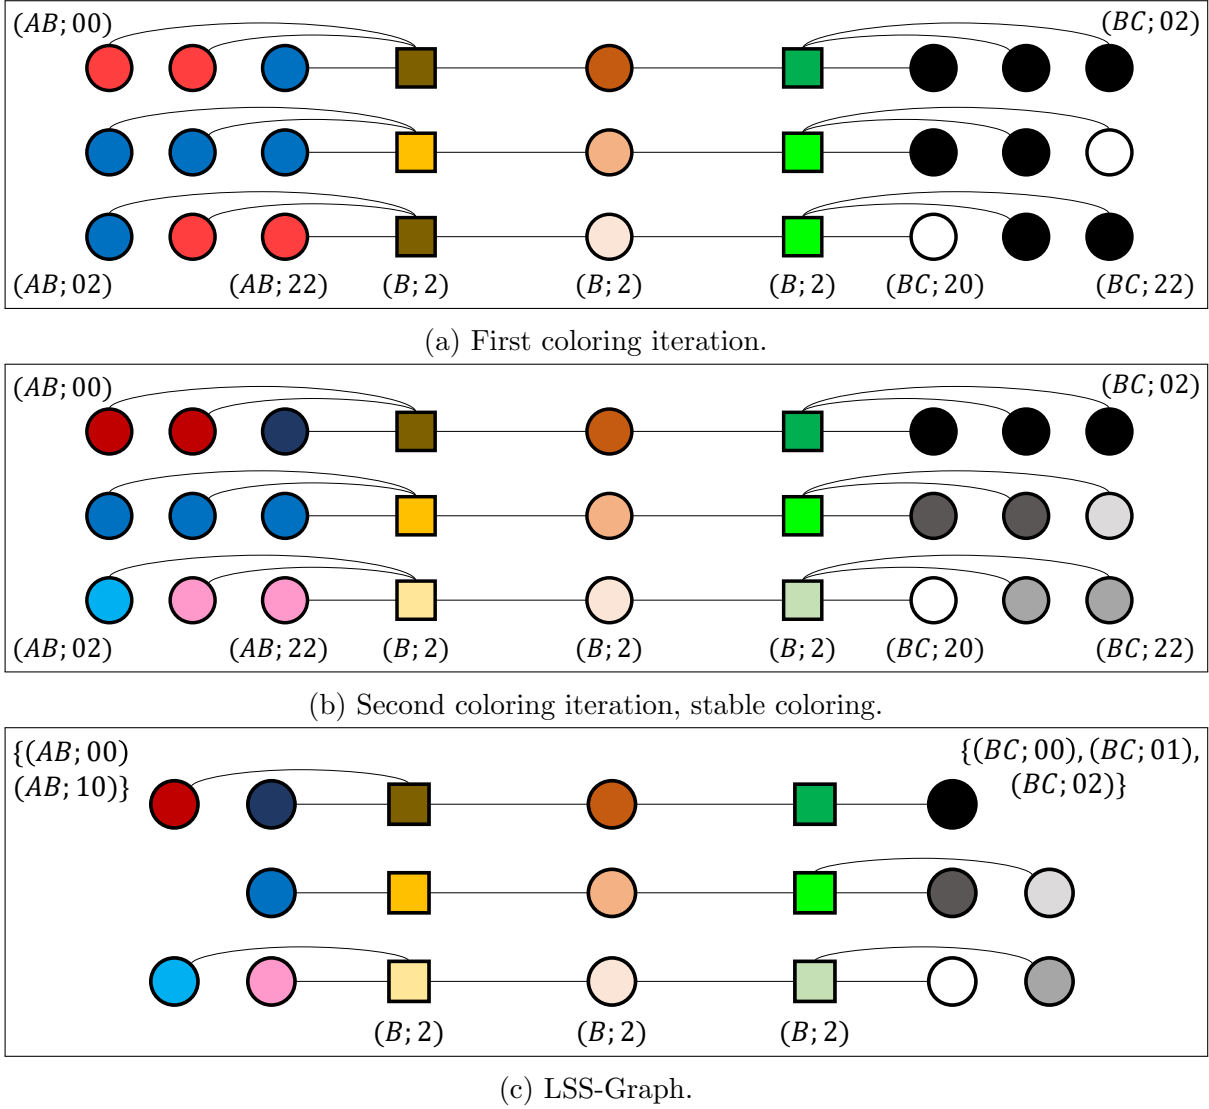 (AB; 00) (BC; 02)
(AB; 02) (AB; 22) (B; 2) (B; 2) (B; 2) (BC; 20) (BC; 22)
(a) First coloring iteration.
(AB; 00) (BC; 02)
(AB; 02) (AB; 22) (B; 2) (B; 2) (B; 2) (BC; 20) (BC; 22)
(b) Second coloring iteration, stable coloring.
{(AB; 00) {(BC; 00), (BC; 01),
(AB; 10)} (BC; 02)}
(B; 2) (B; 2) (B; 2)
(c) LSS-Graph.